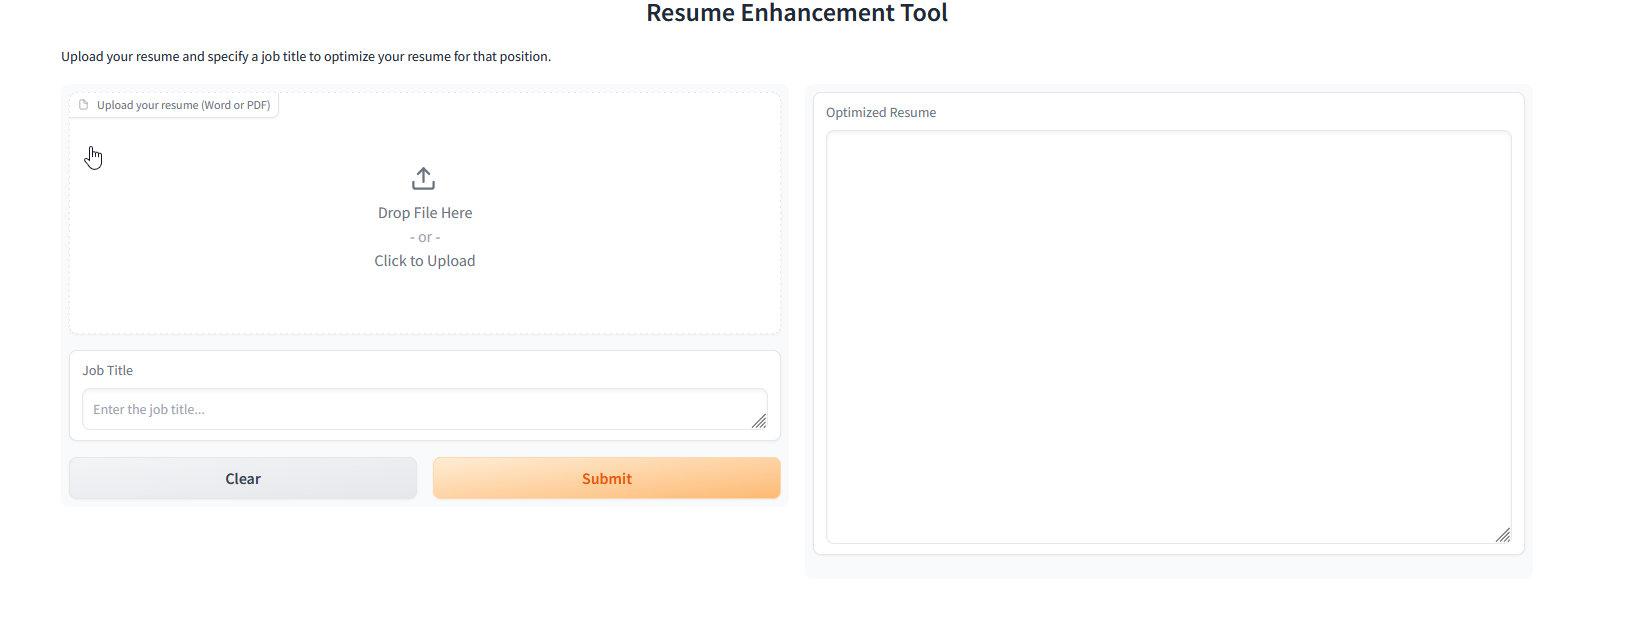 Resume Enhancement Tool
Upload your resume and specify a job title to optimize your resume for that position.
Upload your resume (Word or PDF)
Drop File Here
- or -
Click to Upload
Job Title
Enter the job title...
Clear
Submit
Optimized Resume